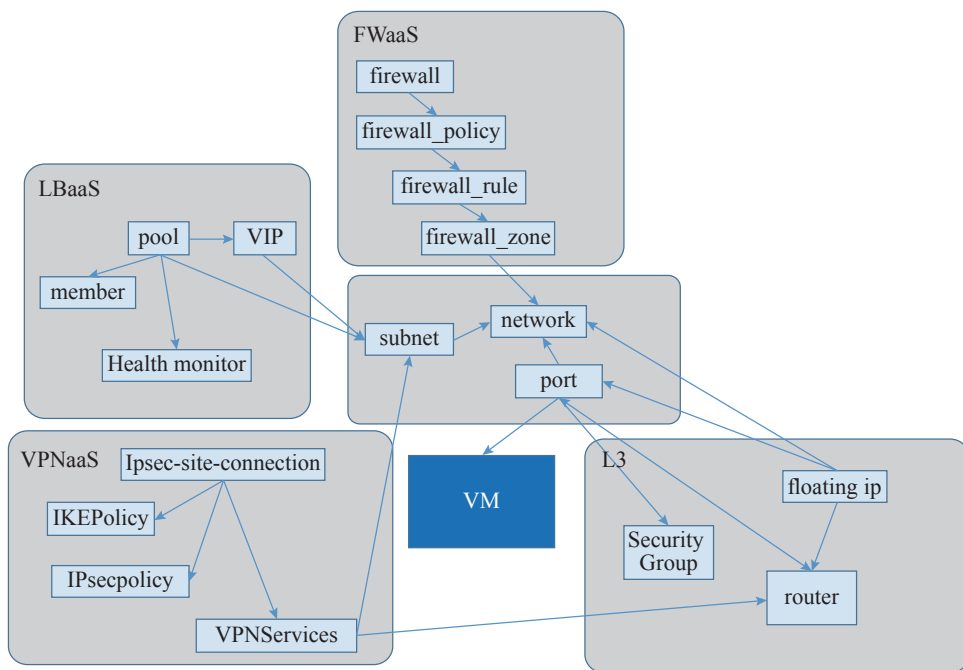 FWaaS
firewall
firewall_policy
firewall_rule
firewall_zone
LBaaS
pool
VIP
member
Health monitor
network
subnet
port
VPNaaS
Ipsec-site-connection
IKEPolicy
IPsecpolicy
VPNServices
VM
L3
floating ip
Security
Group
router